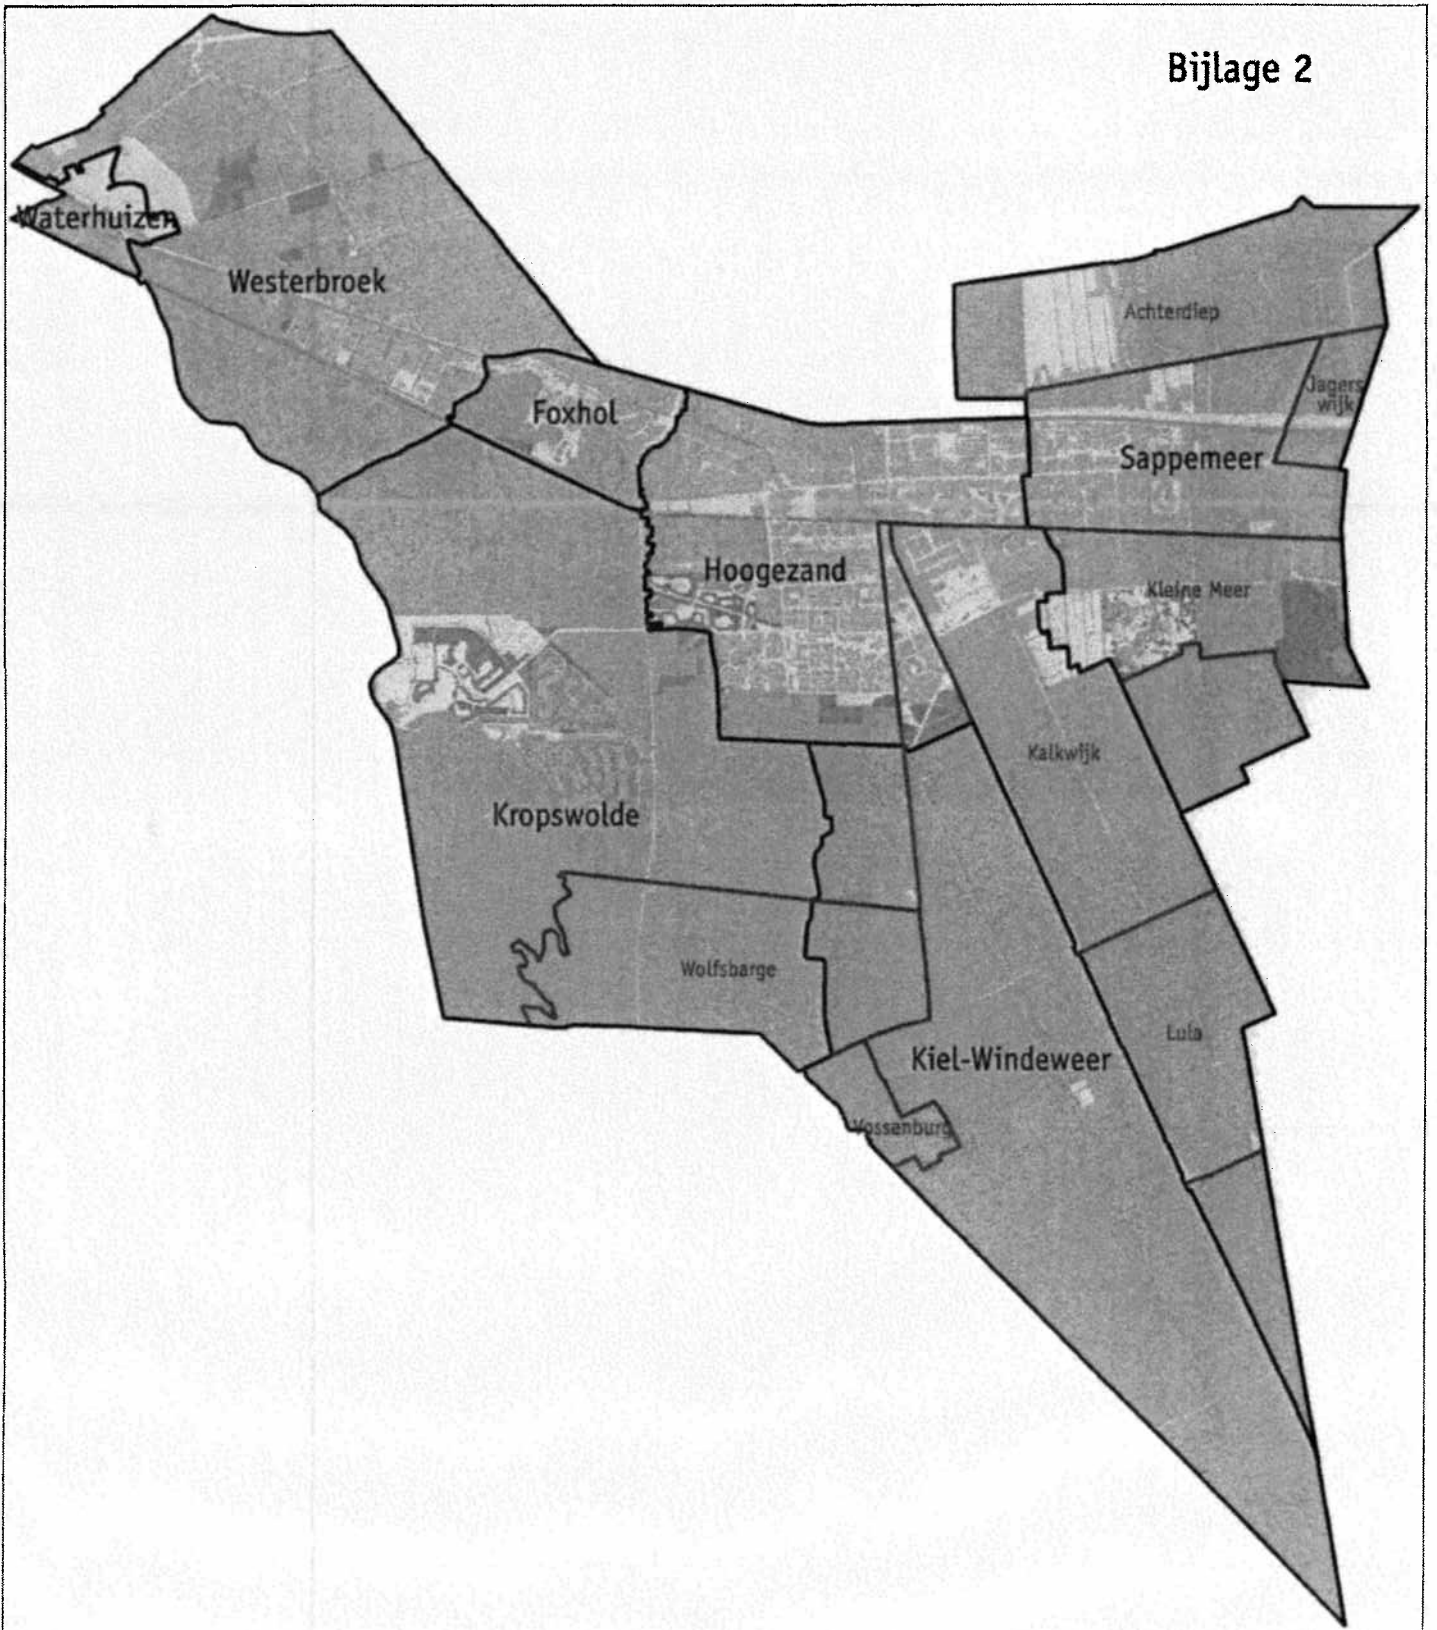 Bijlage 2
Waterhuizen
Westerbroek
Achterdiep
Jagers
wijk
Foxhol
Sappemeer
Hoogezand
Kleine Meer
Kalkwijk
Kropswolde
Wolfsbarge
Lula
Kiel-Windeweer
Vossenburg